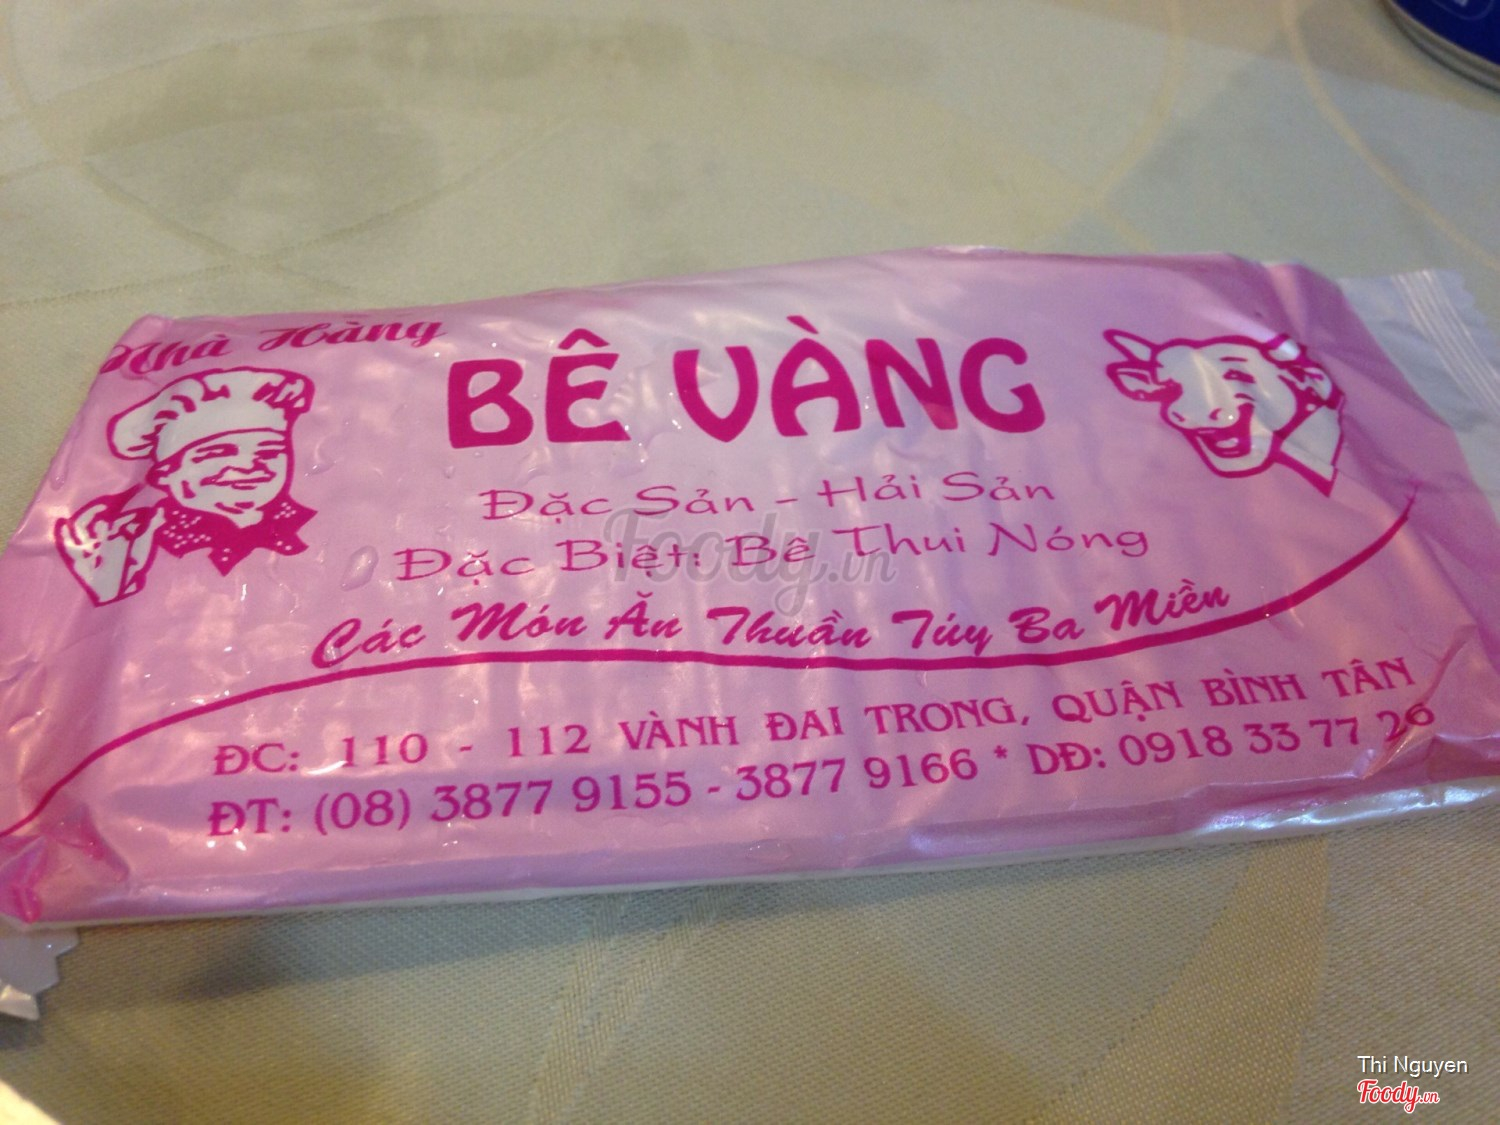 Nhà Hàng
BÊ VÀNG
Đặc Sản - Hải Sản
Đặc Biệt: Bê Thui Nóng
Các Món Ăn Thuần Túy Ba Miền
ĐC: 110 - 112 VÀNH ĐAI TRONG, QUẬN BÌNH TÂN
ĐT: (08) 3877 9155 - 3877 9166 * DĐ: 0918 33 77 26
Foody.vn
Thi Nguyen
Foody.vn